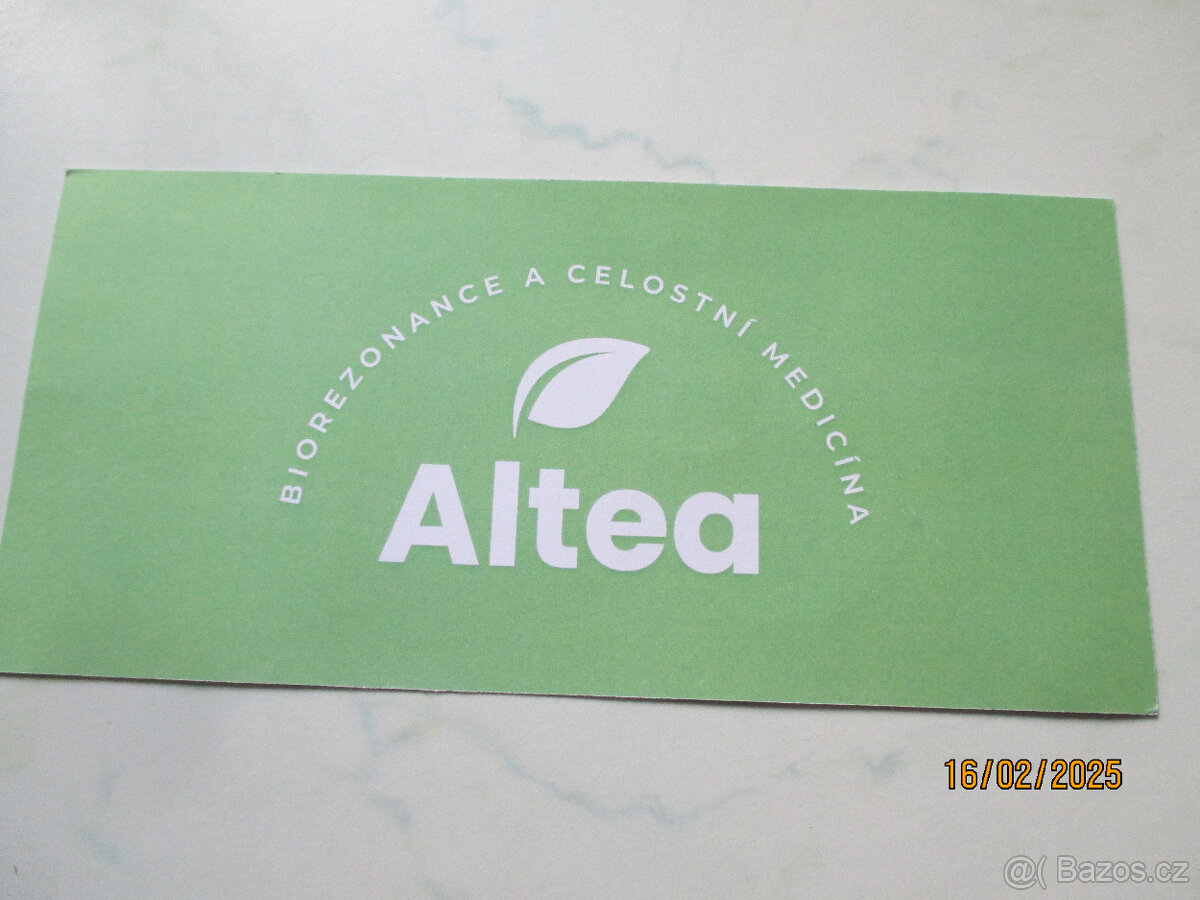 BIOREZONANCE A CELOSTNÍ MEDICÍNA
Altea
16/02/2025
@( Bazos.cz